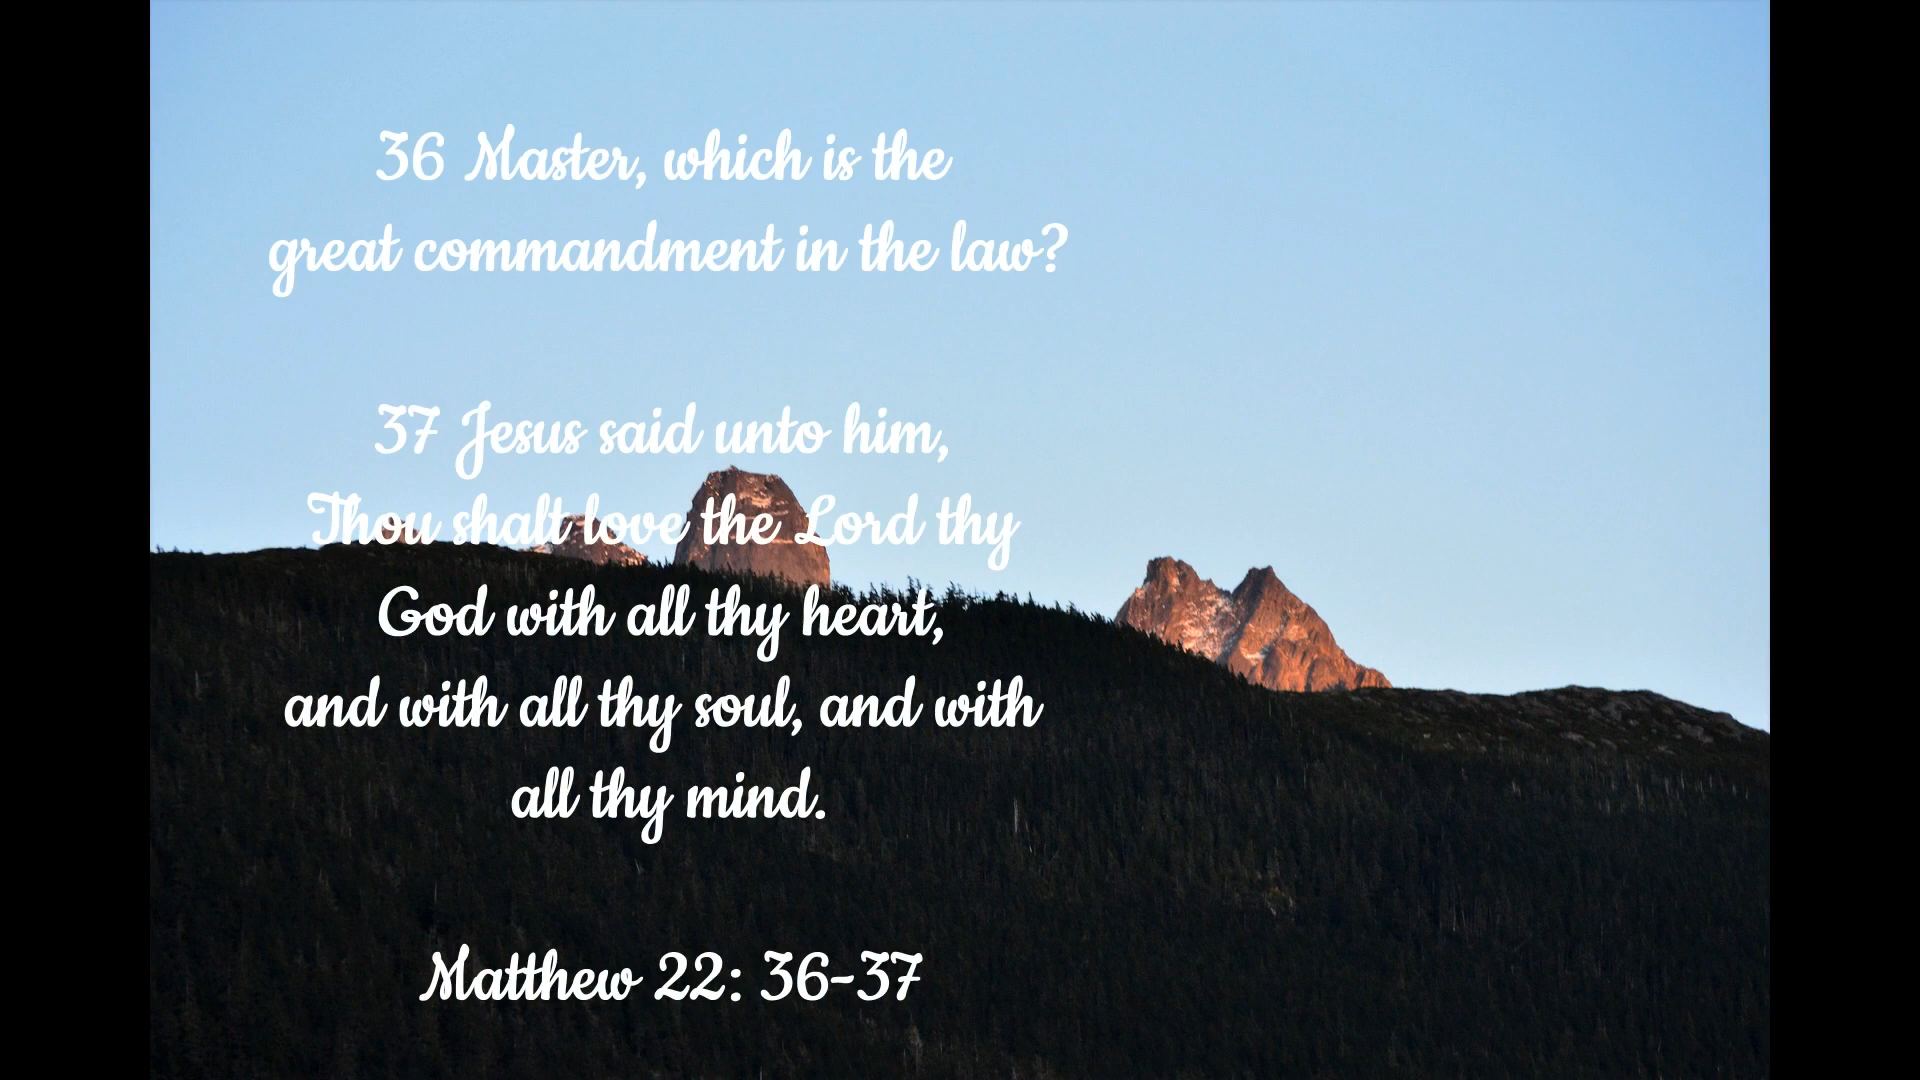 36 Master, which is the
great commandment in the law?
37 Jesus said unto him,
Thou shalt love the Lord thy
God with all thy heart,
and with all thy soul, and with
all thy mind.
Matthew 22: 36-37